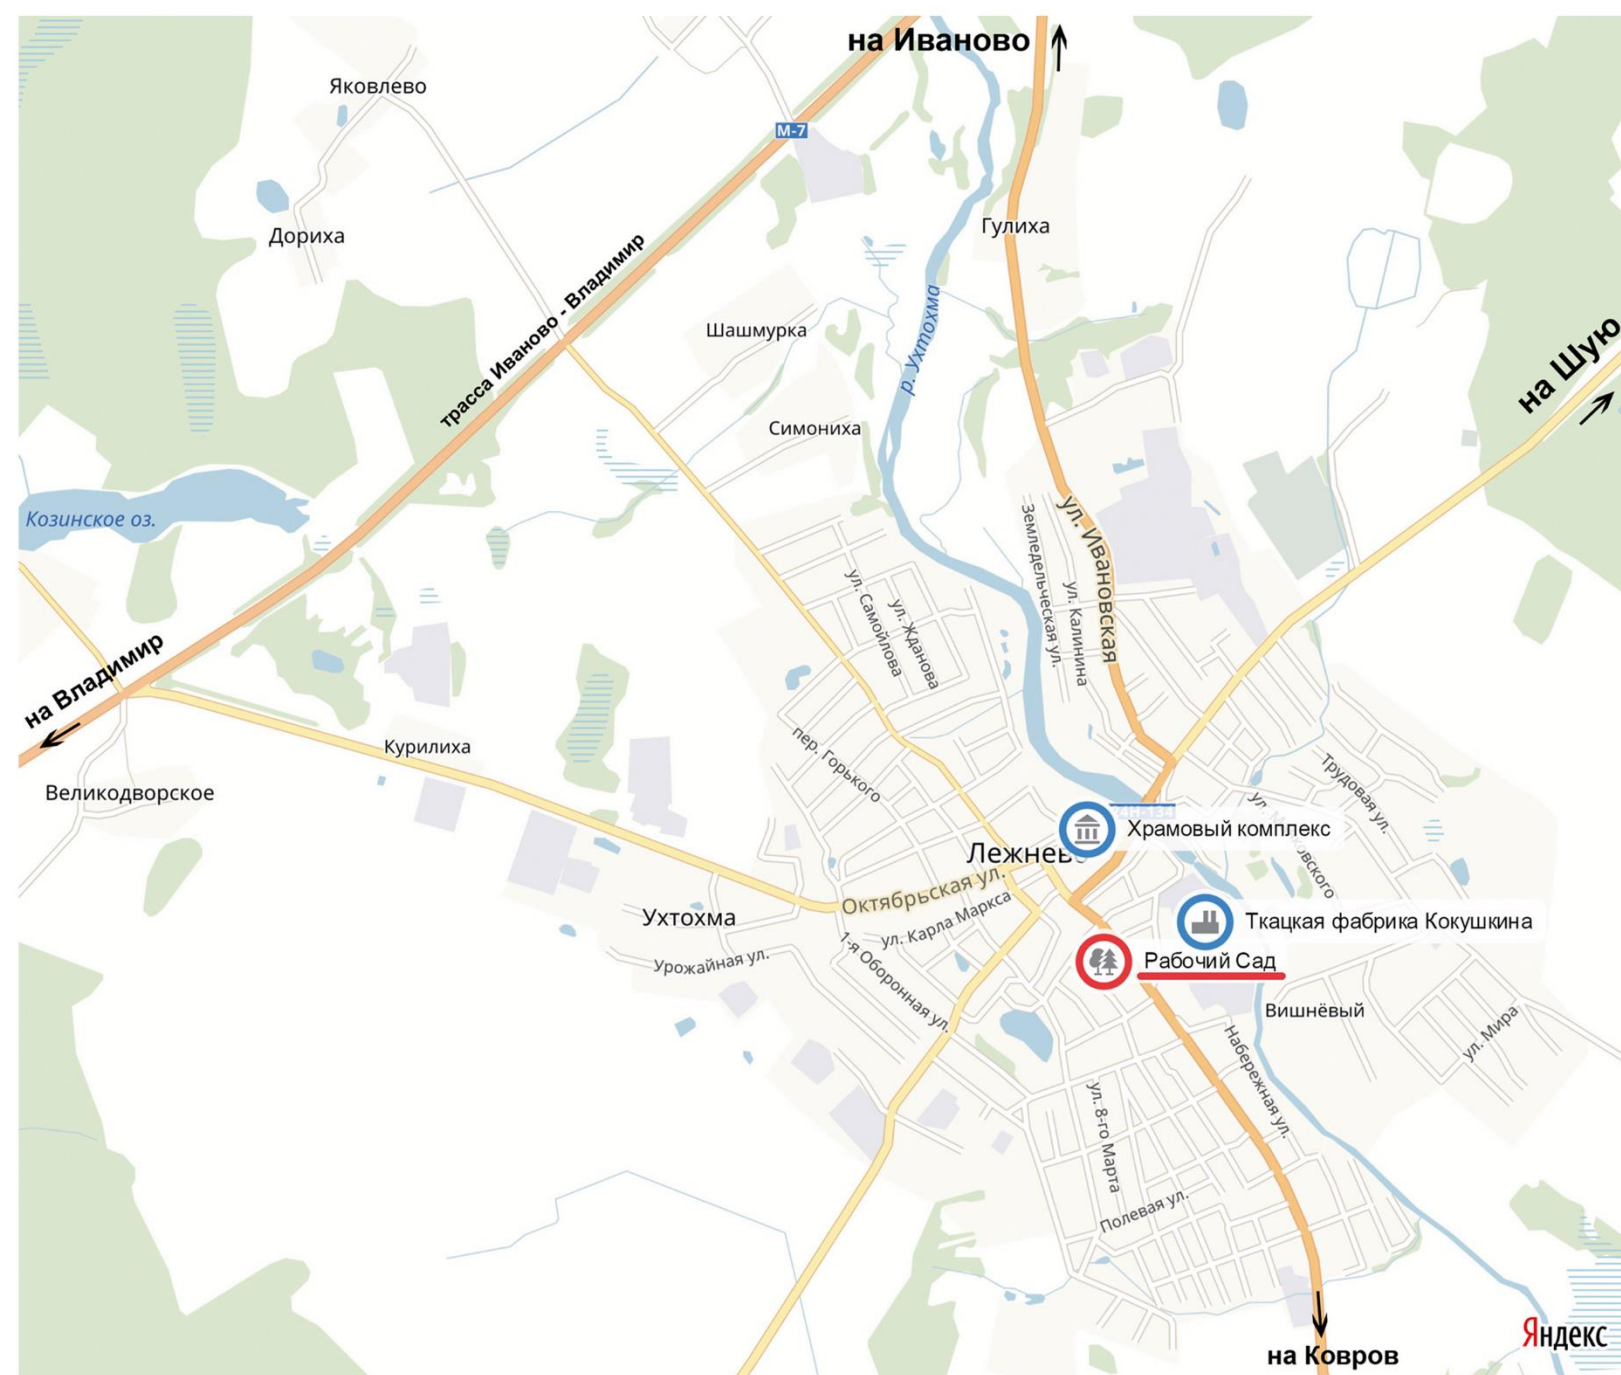 на Иваново
Яковлево
М-7
Дориха
Гулиха
трасса Иваново - Владимир
р. Ухтохма
Шашмурка
на Шую
Симониха
Козинское оз.
ул. Ивановская
Земледельческая ул.
ул. Калинина
ул. Самойлова
ул. Жданова
на Владимир
Курилиха
пер. Горького
Великодворское
Трудовая ул.
Храмовый комплекс
Лежнево
Октябрьская ул.
ул. Карла Маркса
Ухтохма
Ткацкая фабрика Кокушкина
1-я Оборонная ул.
Урожайная ул.
Рабочий Сад
Вишнёвый
ул. Мира
Набережная ул.
ул. 8-го Марта
Полевая ул.
Яндекс
на Ковров